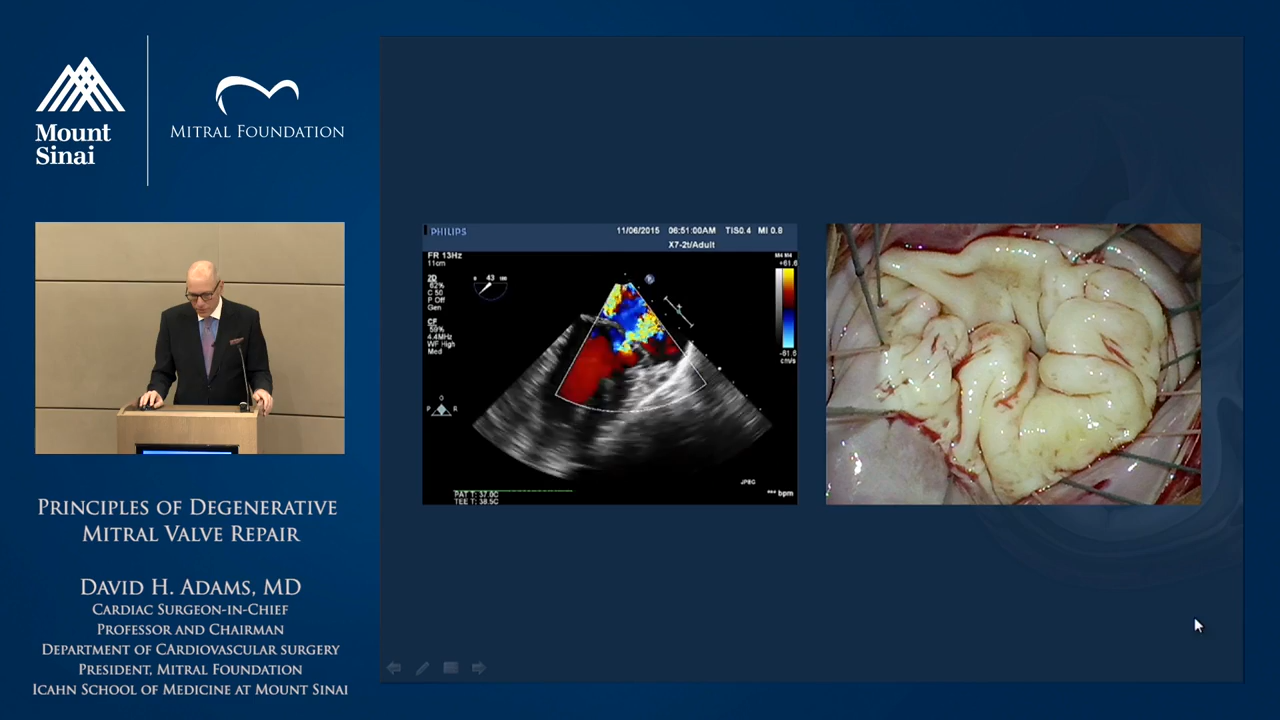 Mount
Sinai
MITRAL FOUNDATION
PRINCIPLES OF DEGENERATIVE
MITRAL VALVE REPAIR
DAVID H. ADAMS, MD
CARDIAC SURGEON-IN-CHIEF
PROFESSOR AND CHAIRMAN
DEPARTMENT OF CARDIOVASCULAR SURGERY
PRESIDENT, MITRAL FOUNDATION
ICAHN SCHOOL OF MEDICINE AT MOUNT SINAI
PHILIPS
11/06/2015 06:51:00AM TIS0.4 MI 0.8
X7-2t/Adult
FR 13Hz
11cm
M4 M4
+61.6
2D
62%
C 50
P Off
Gen
CF
59%
4.4MHz
WF High
Med
0 43 180
-61.6
cm/s
P R
JPEG
*** bpm
PAT T: 37.0C
TEE T: 38.5C